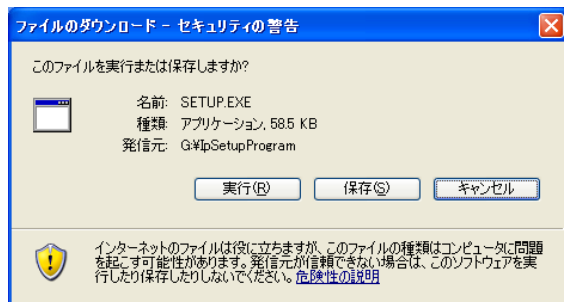 ファイルのダウンロード - セキュリティの警告
このファイルを実行または保存しますか?
名前: SETUP.EXE
種類: アプリケーション, 58.5 KB
発信元: G:¥IpSetupProgram
実行(R) 保存(S) キャンセル
インターネットのファイルは役に立ちますが、このファイルの種類はコンピュータに問題
を起こす可能性があります。発信元が信頼できない場合は、このソフトウェアを実
行したり保存したりしないでください。危険性の説明